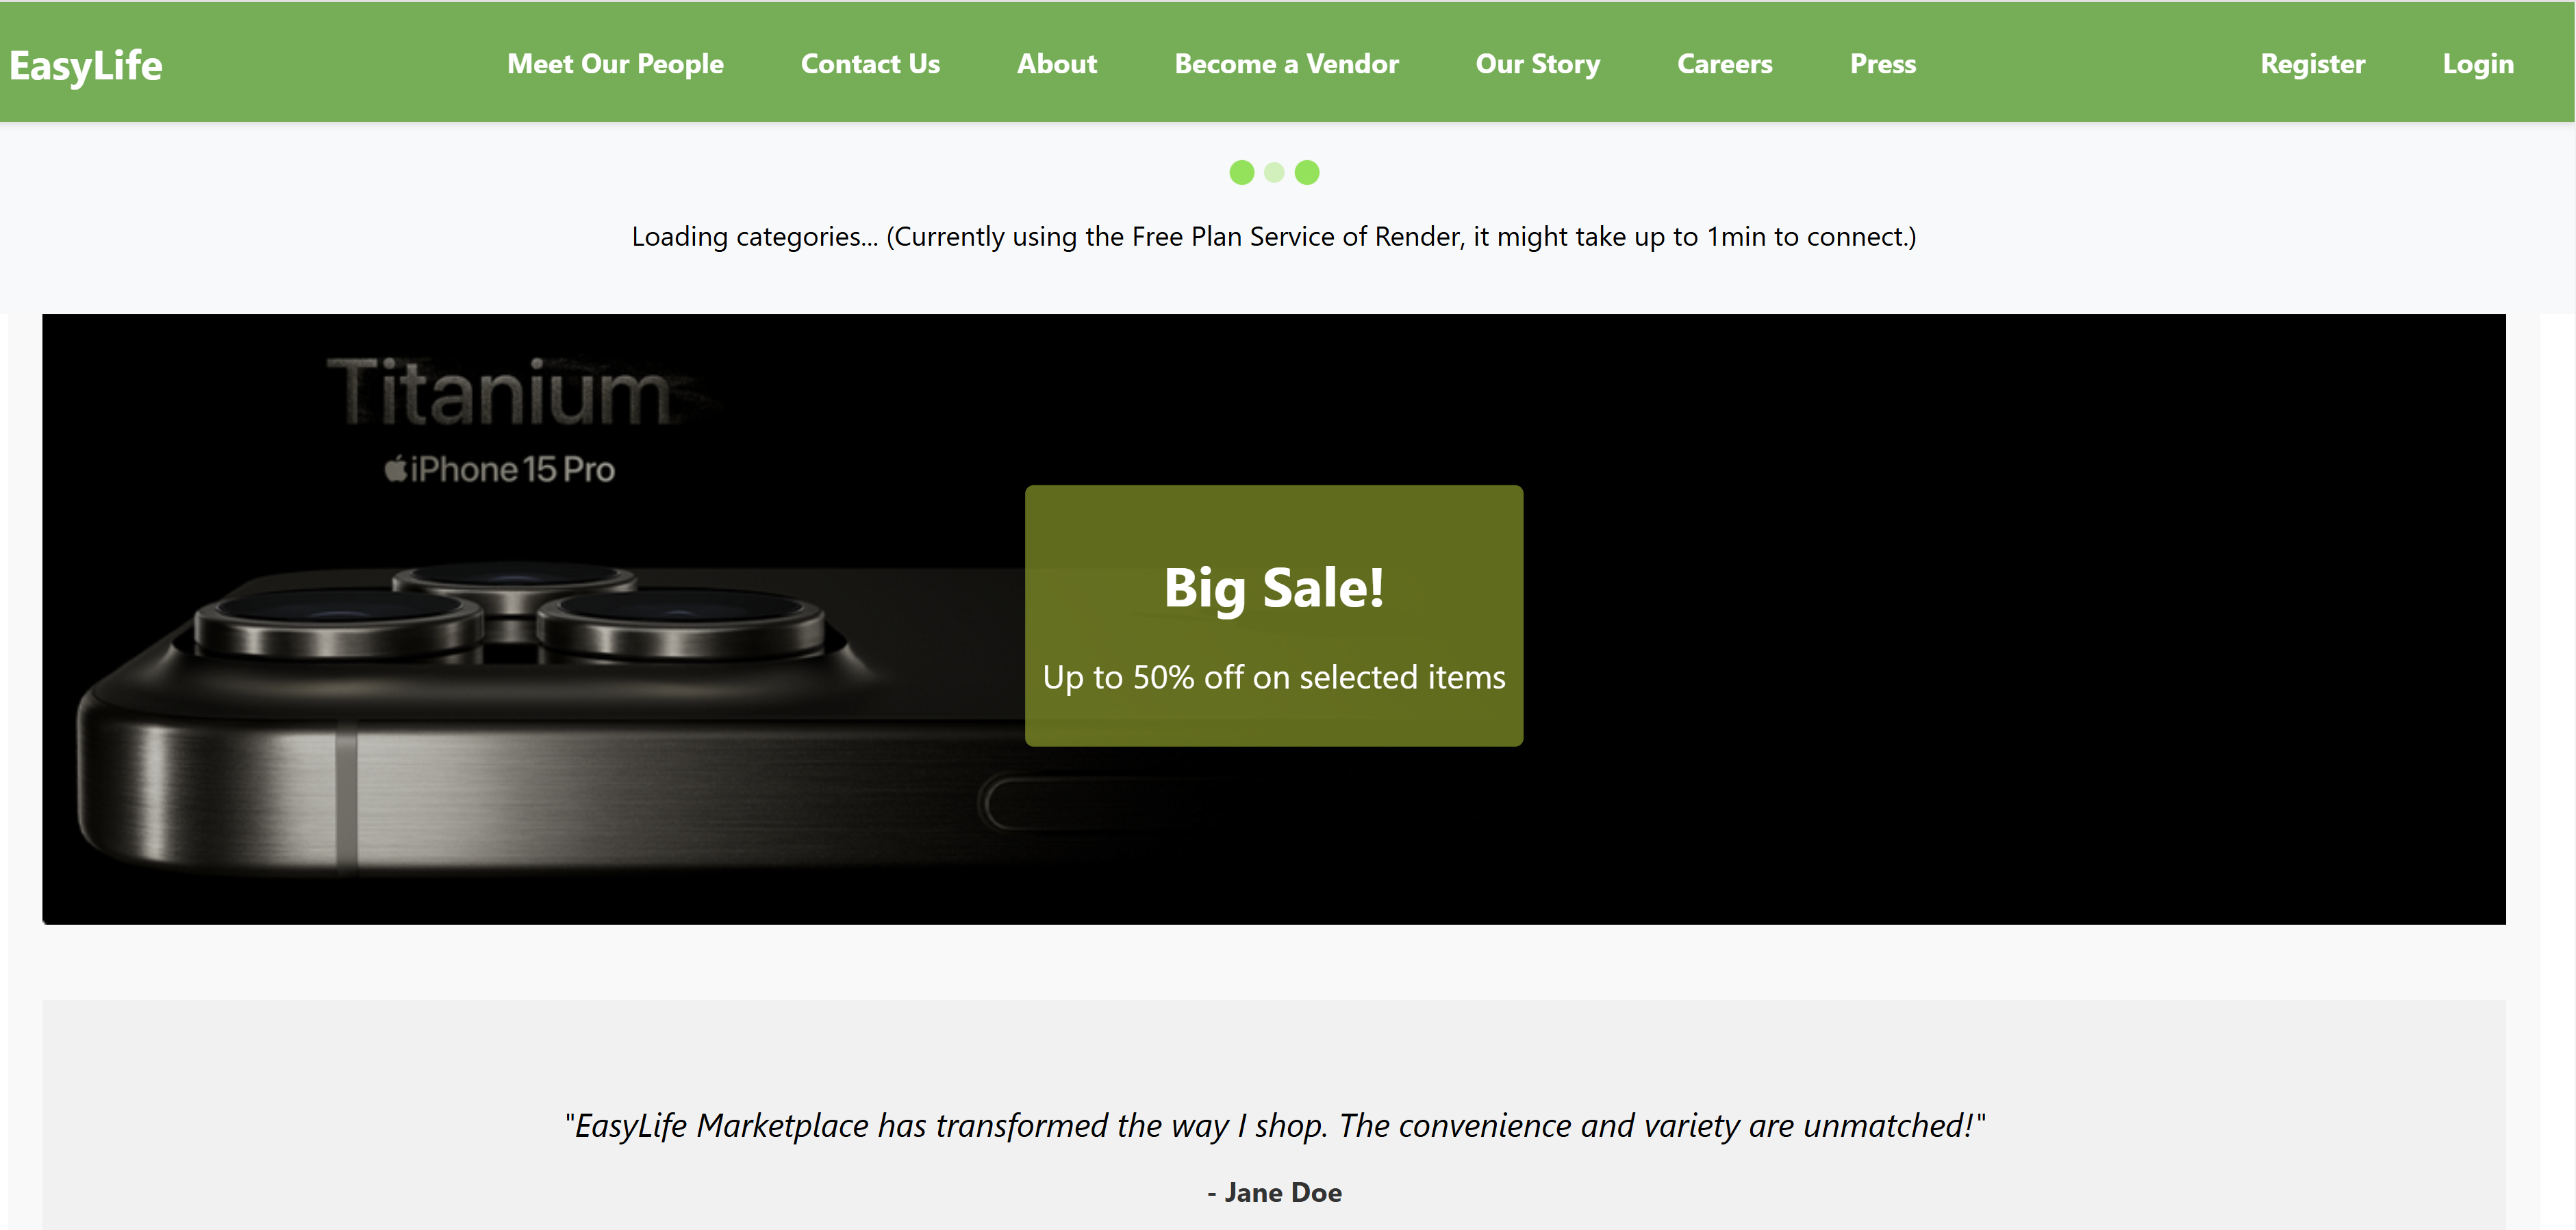 EasyLife
Meet Our People
Contact Us
About
Become a Vendor
Our Story
Careers
Press
Register
Login
Loading categories... (Currently using the Free Plan Service of Render, it might take up to 1min to connect.)
Titanium
iPhone 15 Pro
Big Sale!
Up to 50% off on selected items
"EasyLife Marketplace has transformed the way I shop. The convenience and variety are unmatched!"
- Jane Doe